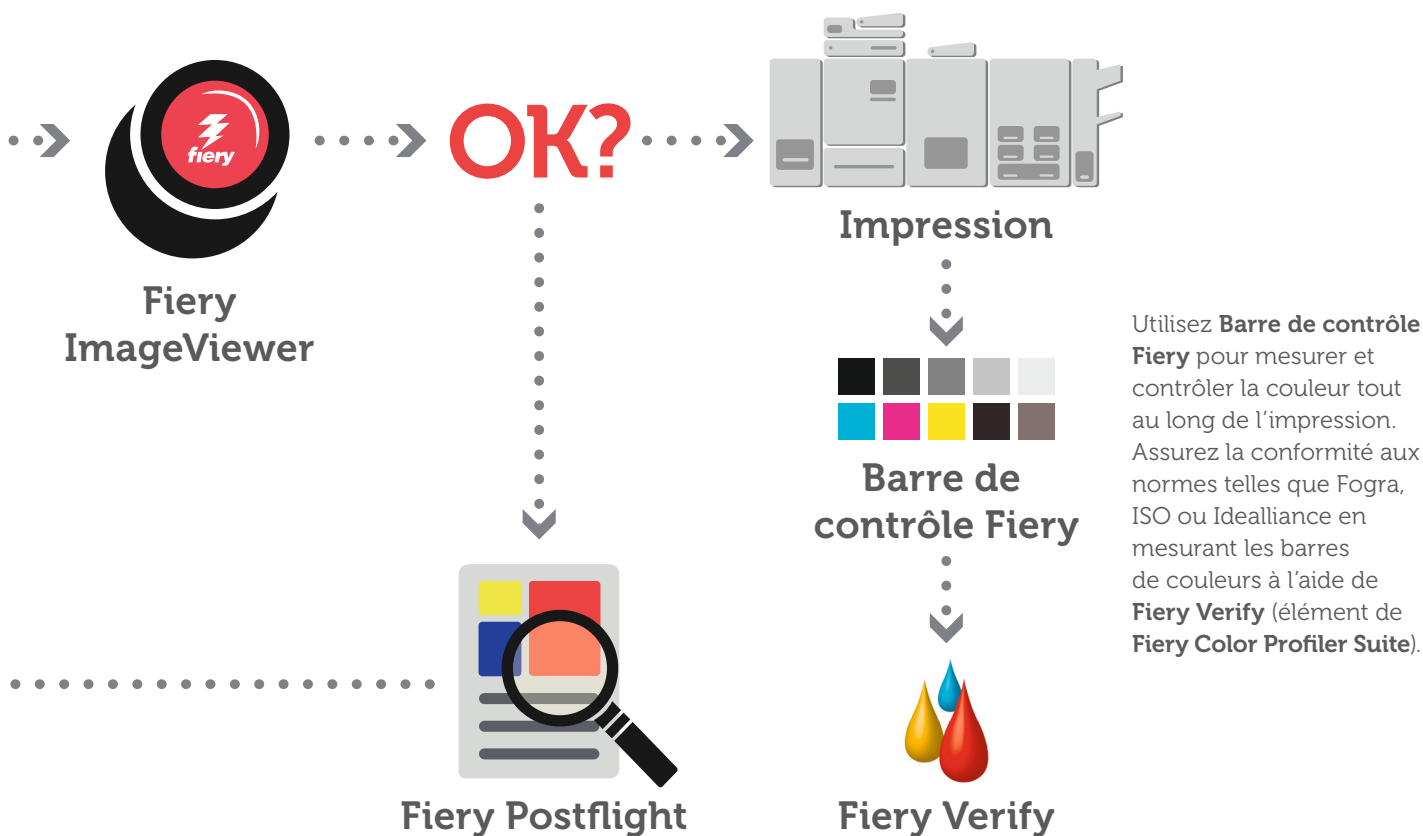 fiery
OK?
Impression
Fiery
ImageViewer
Utilisez Barre de contrôle
Fiery pour mesurer et
contrôler la couleur tout
au long de l’impression.
Assurez la conformité aux
normes telles que Fogra,
ISO ou Idealliance en
mesurant les barres
de couleurs à l’aide de
Fiery Verify (élément de
Fiery Color Profiler Suite).
Barre de
contrôle Fiery
Fiery Postflight
Fiery Verify